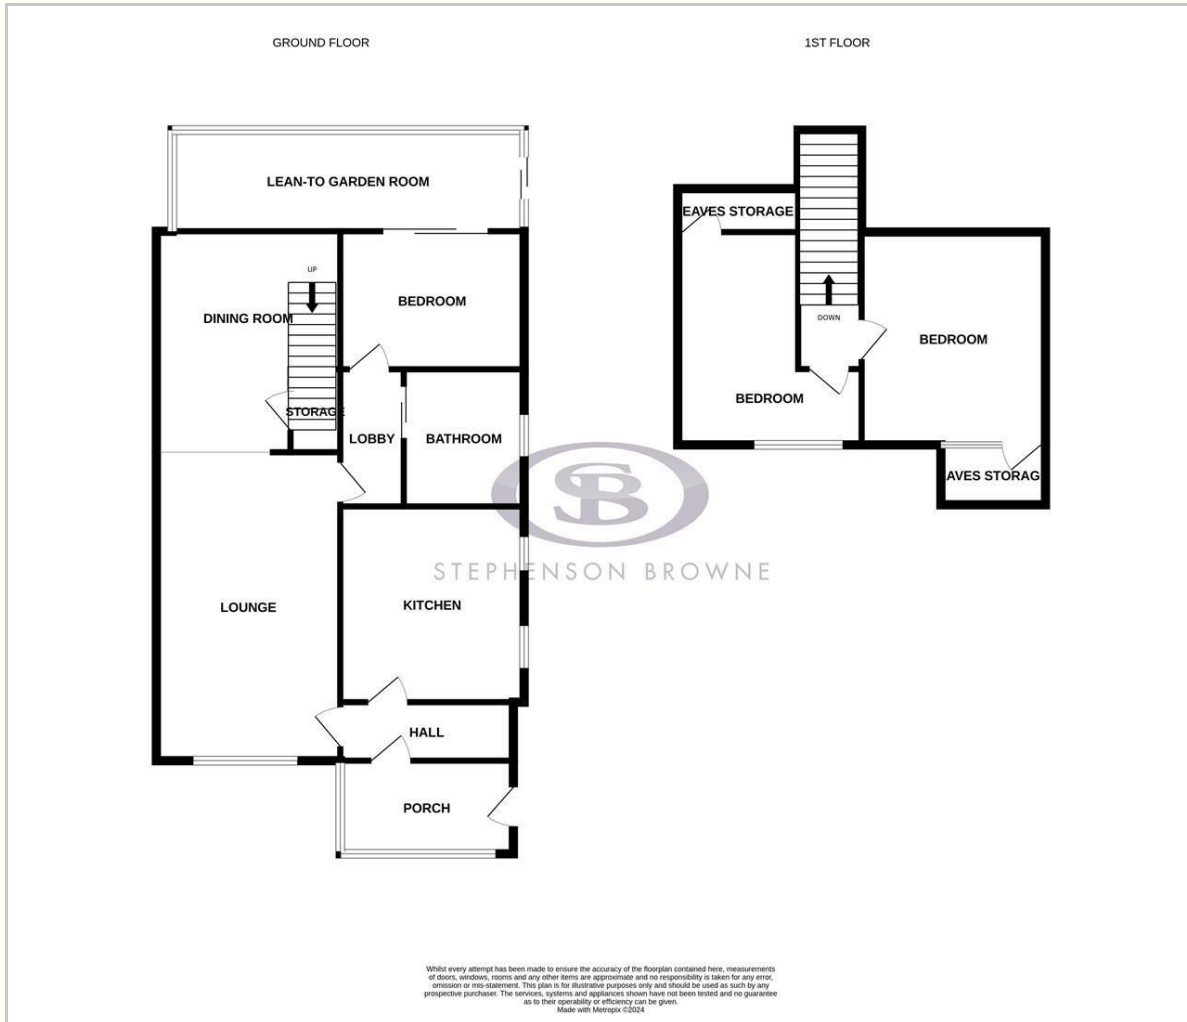 GROUND FLOOR
LEAN-TO GARDEN ROOM
UP
DINING ROOM
BEDROOM
STORAGE
LOBBY
BATHROOM
LOUNGE
KITCHEN
HALL
PORCH
1ST FLOOR
EAVES STORAGE
DOWN
BEDROOM
BEDROOM
AVES STORAG
SB
STEPHENSON BROWNE
Whilst every attempt has been made to ensure the accuracy of the floorplan contained here, measurements
of doors, windows, rooms and any other items are approximate and no responsibility is taken for any error,
omission or mis-statement. This plan is for illustrative purposes only and should be used as such by any
prospective purchaser. The services, systems and appliances shown have not been tested and no guarantee
as to their operability or efficiency can be given.
Made with Metropix ©2024